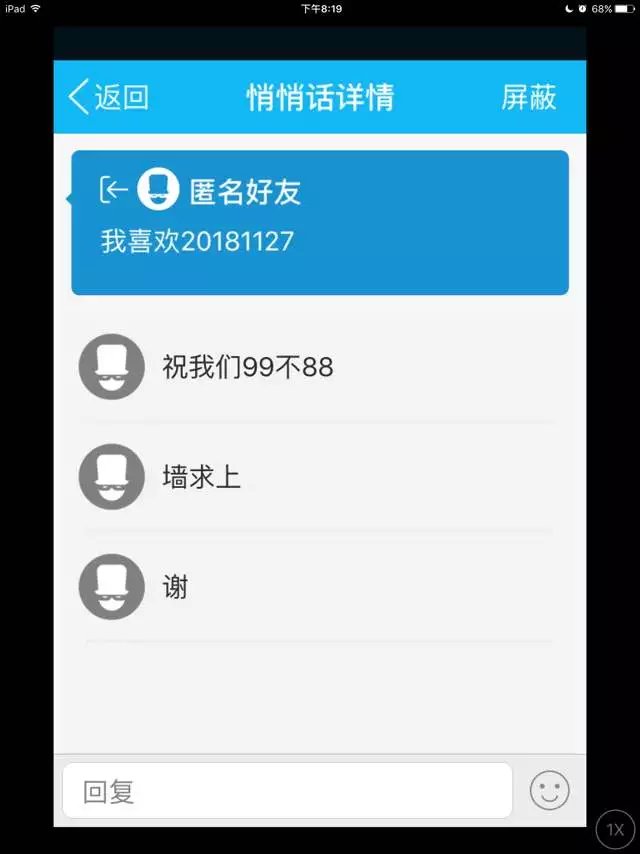 iPad 下午8:19 68%
返回 悄悄话详情 屏蔽
匿名好友
我喜欢20181127
祝我们99不88
墙求上
谢
回复
1X